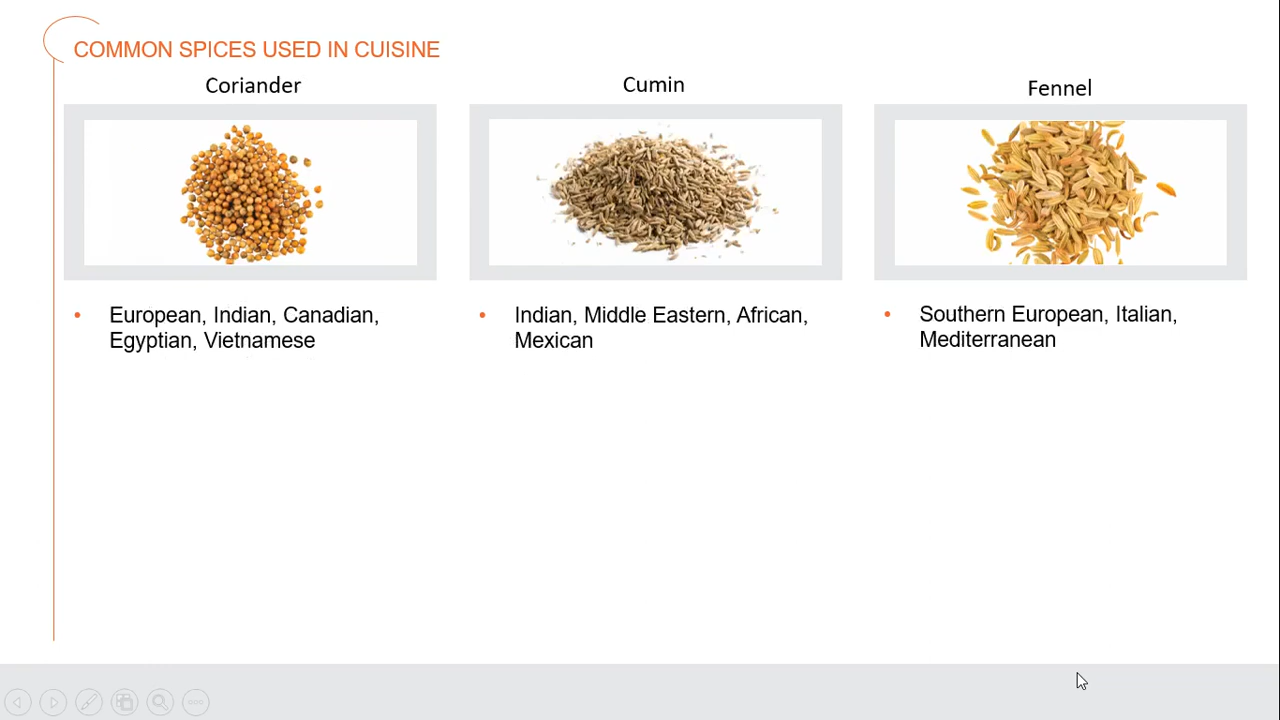 COMMON SPICES USED IN CUISINE
Coriander
Cumin
Fennel
• European, Indian, Canadian,
Egyptian, Vietnamese
• Indian, Middle Eastern, African,
Mexican
• Southern European, Italian,
Mediterranean